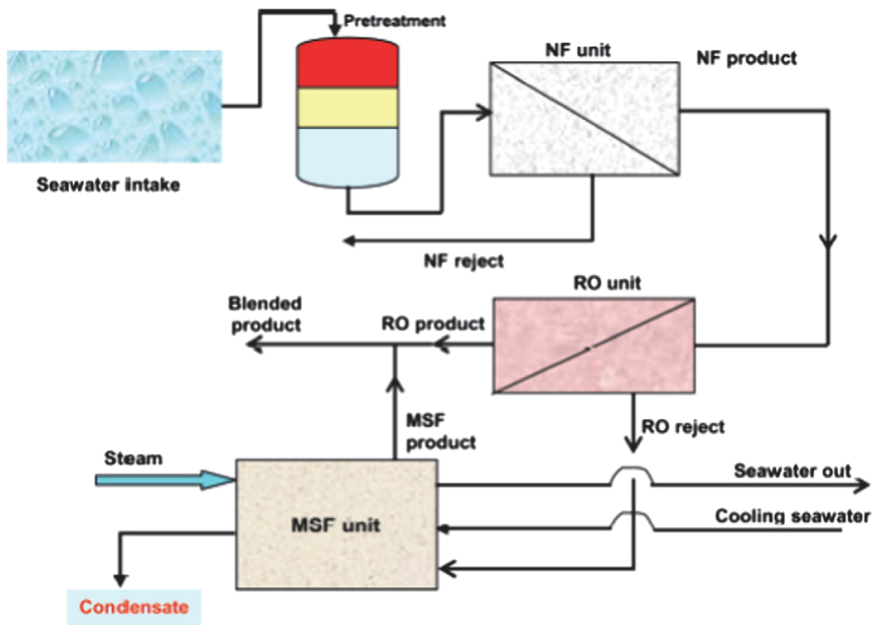 Pretreatment
NF unit
NF product
Seawater intake
NF reject
RO unit
Blended
product
RO product
MSF
product
RO reject
Steam
Seawater out
MSF unit
Cooling seawater
Condensate